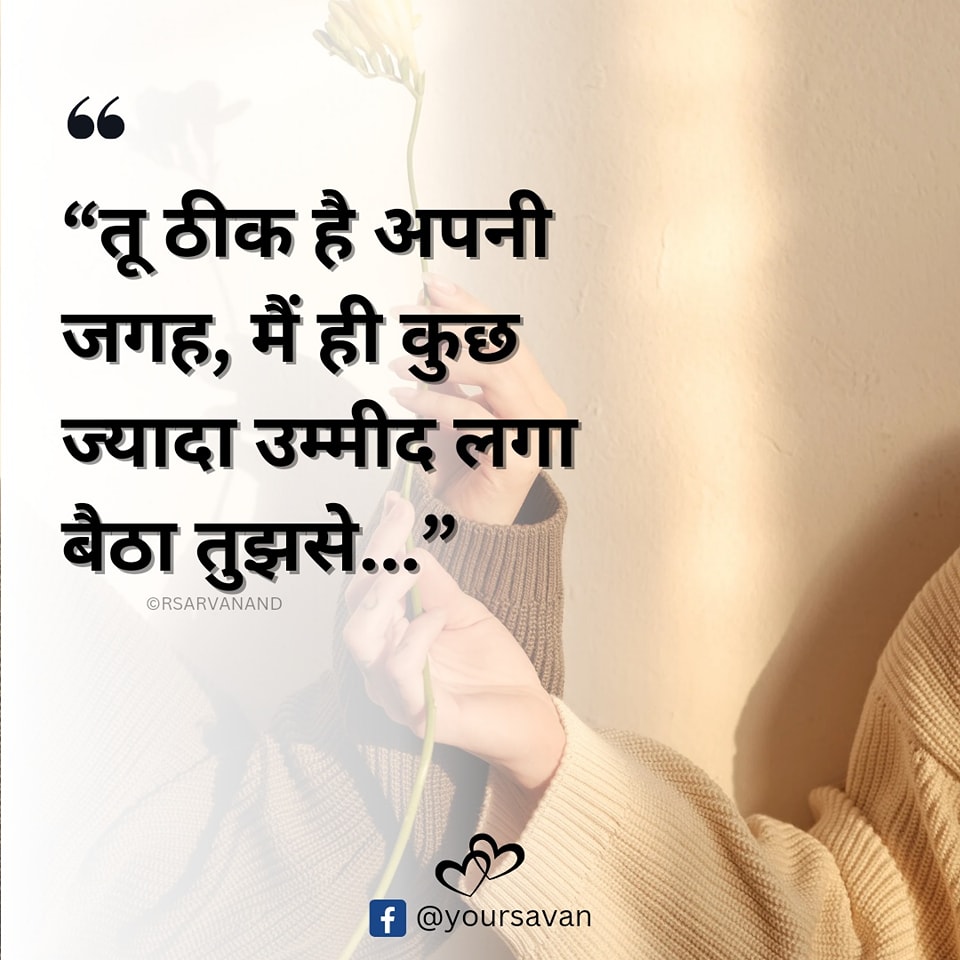 “
“तू ठीक है अपनी
जगह, मैं ही कुछ
ज्यादा उम्मीद लगा
बैठा तुझसे...”
©RSARVANAND
@yoursavan